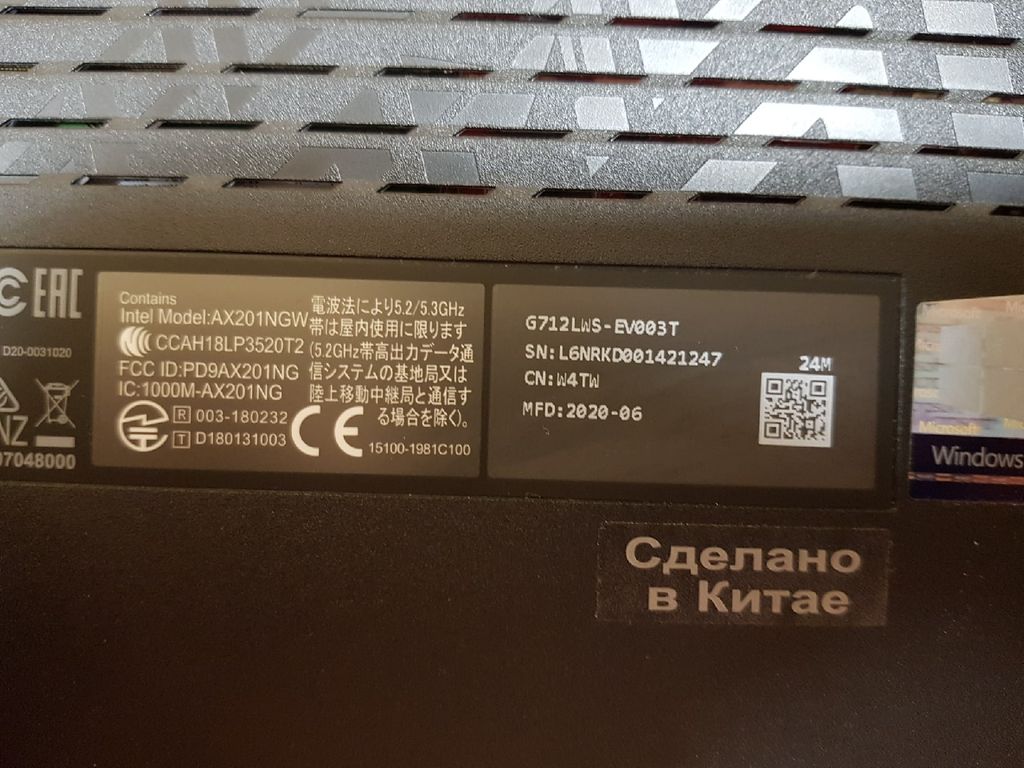 EAC
D20-0031020
NZ
07048000
Contains
Intel Model:AX201NGW
CCAH18LP3520T2
FCC ID:PD9AX201NG
IC:1000M-AX201NG
R 003-180232
T D180131003
CE
電波法により5.2/5.3GHz
帯は屋内使用に限ります
(5.2GHz帯高出力データ通
信システムの基地局又は
陸上移動中継局と通信す
る場合を除く)。
15100-1981C100
G712LWS-EV003T
SN:L6NRKD001421247
CN:W4TW
MFD:2020-06
24M
Microsoft
Windows
Сделано
в Китае